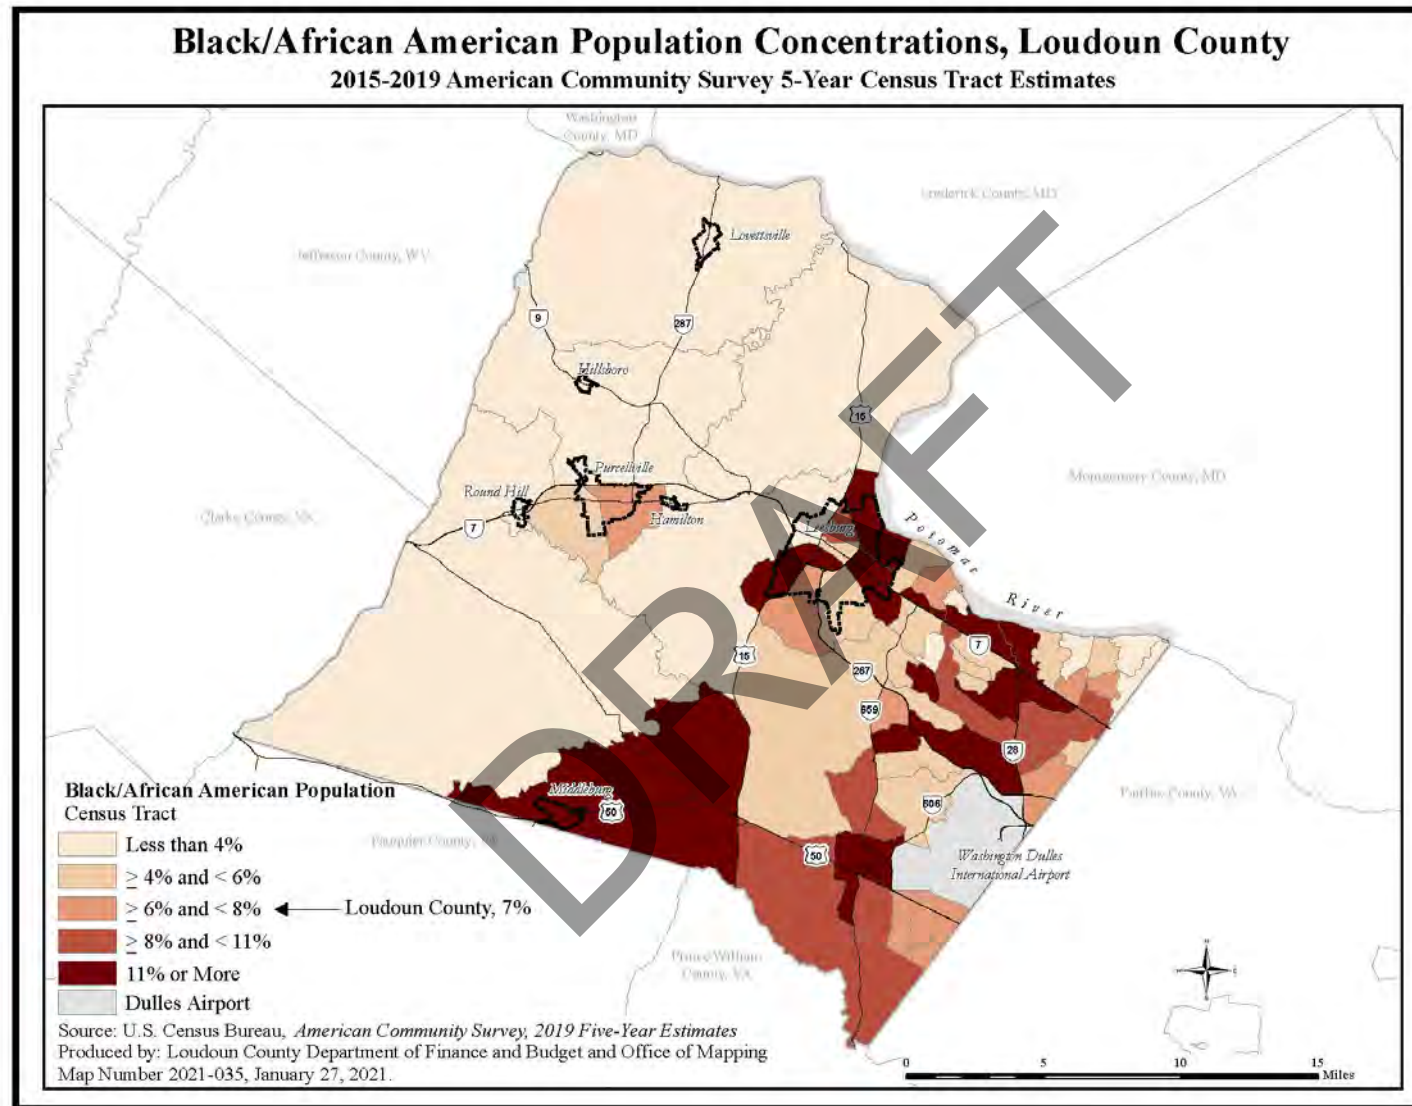 Black/African American Population Concentrations, Loudoun County
2015-2019 American Community Survey 5-Year Census Tract Estimates
Washington
County, MD
Frederick County, MD
Lovettsville
Jefferson County, WV
9
287
Hillsboro
15
Purcellville
Montgomery County, MD
Round Hill
Clarke County, VA
7
Hamilton
Leesburg
Potomac
River
7
15
267
659
28
Middleburg
50
Fairfax County, VA
606
Fauquier County, VA
50
Washington Dulles
International Airport
Prince William
County, VA
DRAFT
Black/African American Population
Census Tract
Less than 4%
≥ 4% and < 6%
≥ 6% and < 8%
Loudoun County, 7%
≥ 8% and < 11%
11% or More
Dulles Airport
Source: U.S. Census Bureau, American Community Survey, 2019 Five-Year Estimates
Produced by: Loudoun County Department of Finance and Budget and Office of Mapping
Map Number 2021-035, January 27, 2021.
0 5 10 15
Miles